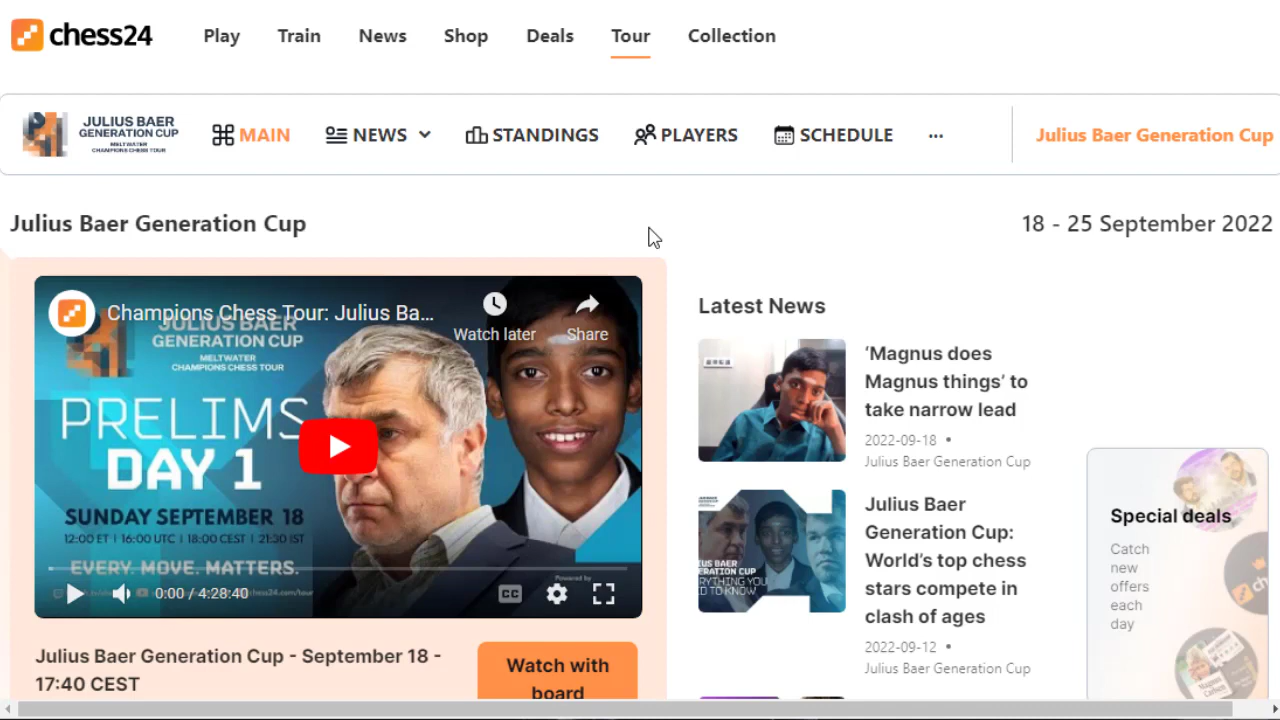 chess24
Play
Train
News
Shop
Deals
Tour
Collection
JULIUS BAER
GENERATION CUP
MELTWATER
CHAMPIONS CHESS TOUR
MAIN
NEWS
STANDINGS
PLAYERS
SCHEDULE
...
Julius Baer Generation Cup
Julius Baer Generation Cup
18 - 25 September 2022
Champions Chess Tour: Julius Ba...
Watch later
Share
JULIUS BAER
GENERATION CUP
MELTWATER
CHAMPIONS CHESS TOUR
PRELIMS
DAY 1
SUNDAY SEPTEMBER 18
12:00 ET | 16:00 UTC | 18:00 CEST | 21:30 IST
EVERY. MOVE. MATTERS.
Powered by
0:00 / 4:28:40
CC
Julius Baer Generation Cup - September 18 -
17:40 CEST
Watch with
board
Latest News
‘Magnus does
Magnus things’ to
take narrow lead
2022-09-18 •
Julius Baer Generation Cup
Julius Baer
Generation Cup:
World’s top chess
stars compete in
clash of ages
2022-09-12 •
Julius Baer Generation Cup
Special deals
Catch
new
offers
each
day